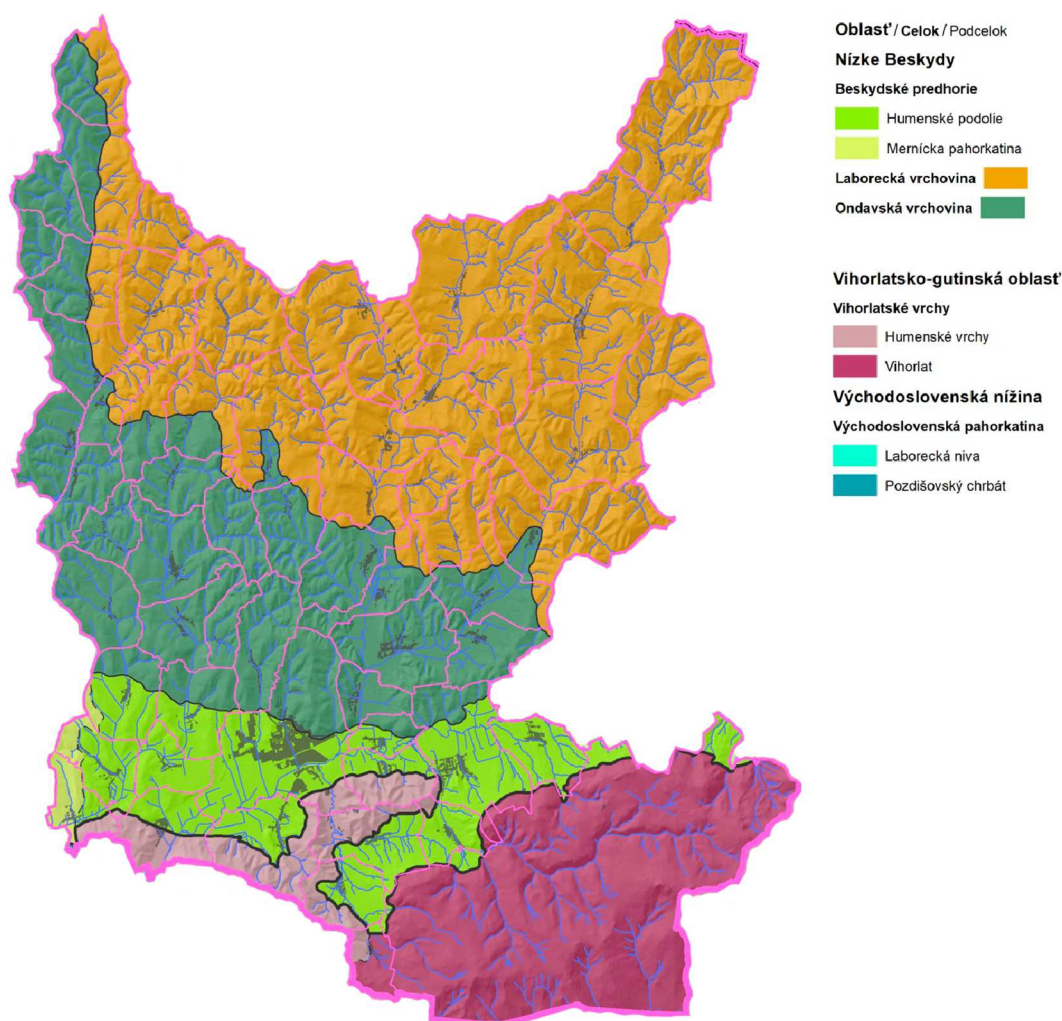 Oblasť / Celok / Podcelok
Nízke Beskydy
Beskydské predhorie
Humenské podolie
Mernícka pahorkatina
Laborecká vrchovina
Ondavská vrchovina
Vihorlatsko-gutinská oblasť
Vihorlatské vrchy
Humenské vrchy
Vihorlat
Východoslovenská nížina
Východoslovenská pahorkatina
Laborecká niva
Pozdišovský chrbát